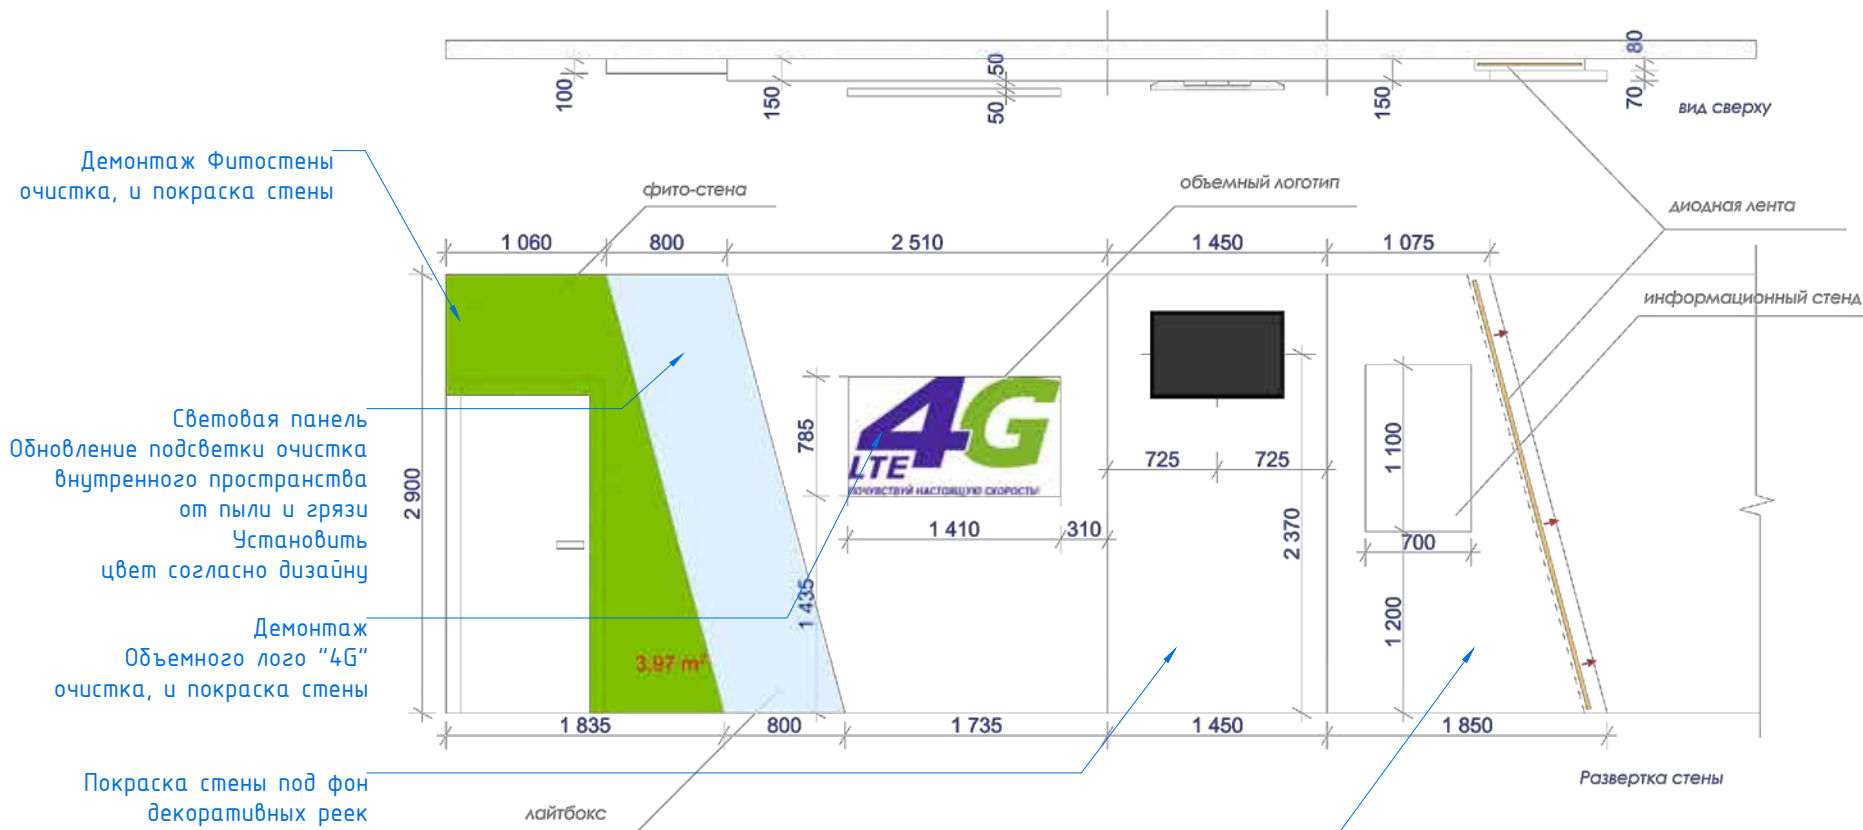 80
50
100
150
50
150
70
вид сверху
Демонтаж Фитостены
очистка, и покраска стены
фито-стена
объемный логотип
диодная лента
1 060
800
2 510
1 450
1 075
информационный стенд
Световая панель
Обновление подсветки очистка
внутренного пространства
от пыли и грязи
Установить
цвет согласно дизайну
2 900
785
4G
LTE
ПОЧУВСТВУЙ НАСТОЯЩУЮ СКОРОСТЬ!
725
725
1 100
1 410
310
2 370
700
1 435
1 200
Демонтаж
Объемного лого "4G"
очистка, и покраска стены
3,97 m²
1 835
800
1 735
1 450
1 850
Покраска стены под фон
декоративных реек
лайтбокс
Развертка стены